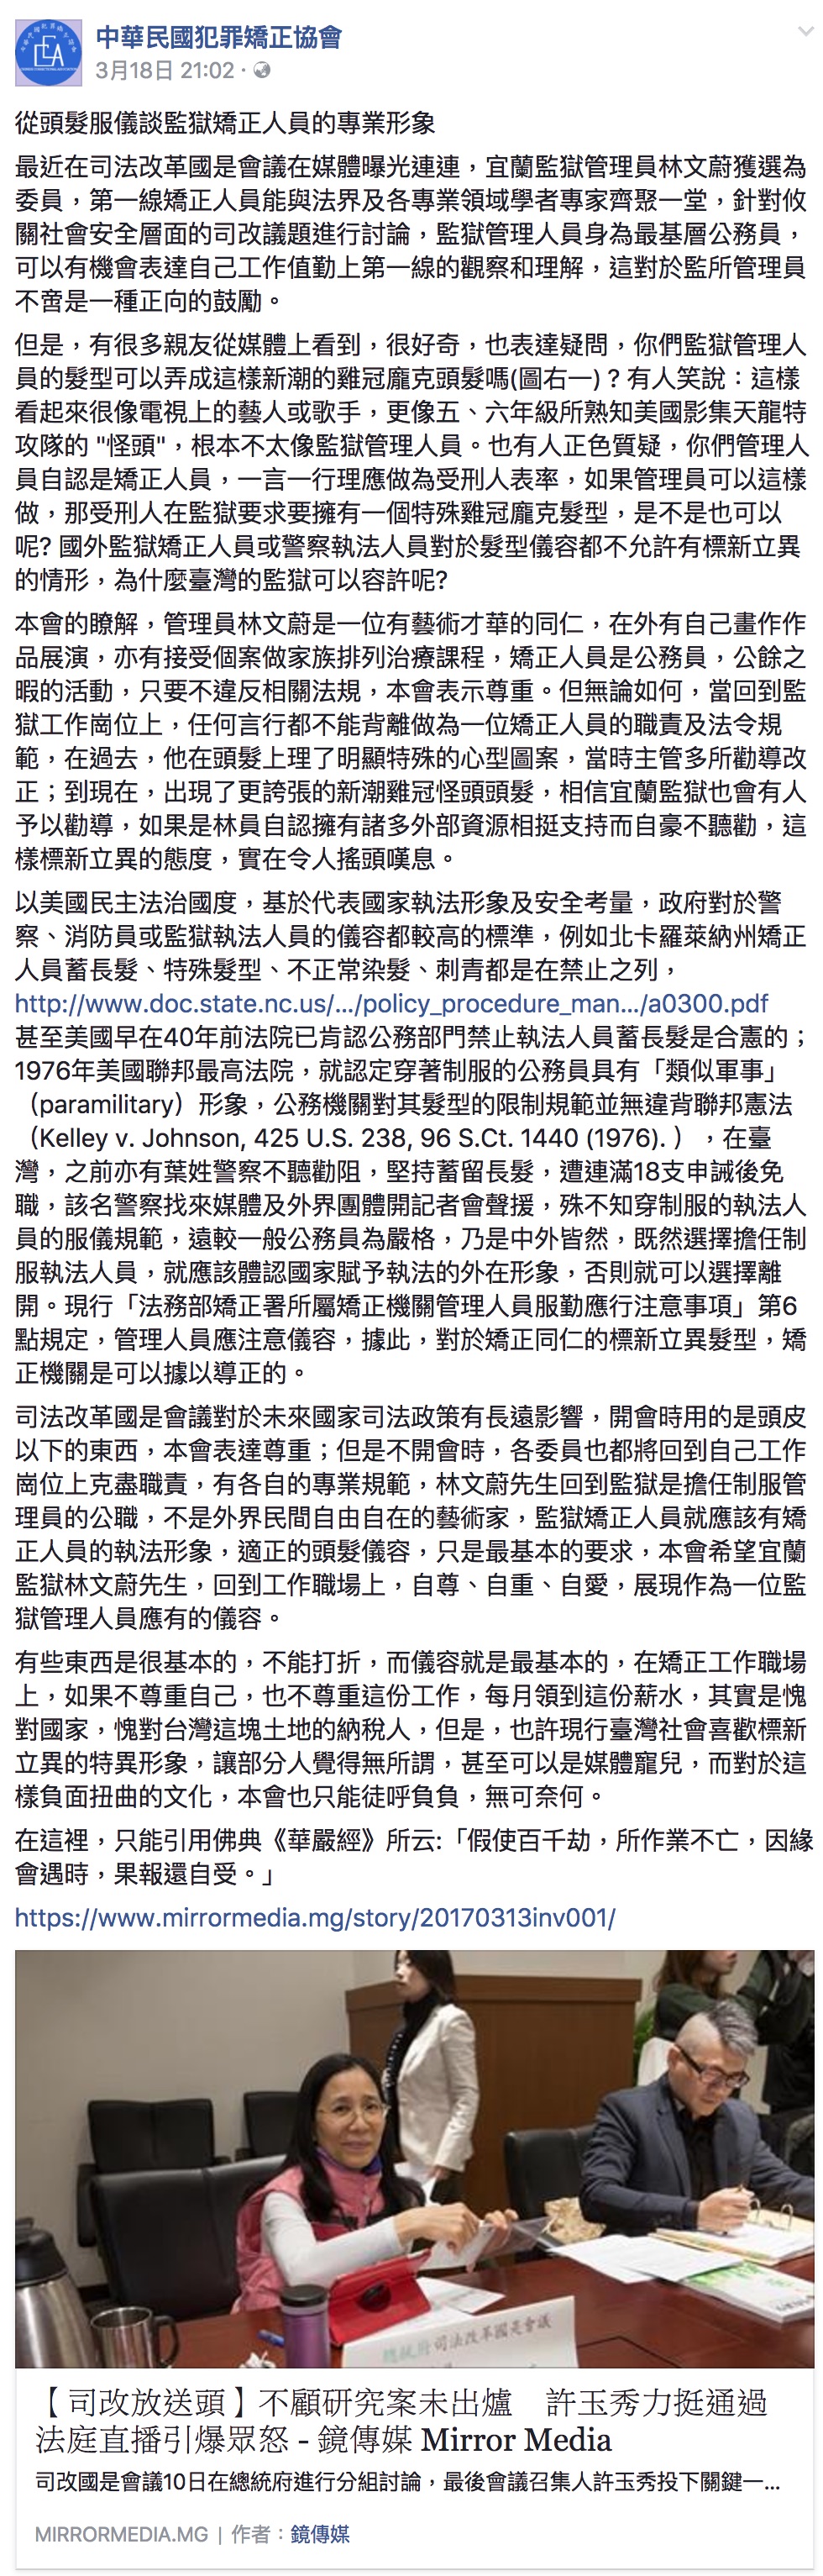 中華民國犯罪矯正協會
3月18日 21:02 ·
從頭髮服儀談監獄矯正人員的專業形象
最近在司法改革國是會議在媒體曝光連連，宜蘭監獄管理員林文蔚獲選為
委員，第一線矯正人員能與法界及各專業領域學者專家齊聚一堂，針對攸
關社會安全層面的司改議題進行討論，監獄管理人員身為最基層公務員，
可以有機會表達自己工作值勤上第一線的觀察和理解，這對於監所管理員
不啻是一種正向的鼓勵。
但是，有很多親友從媒體上看到，很好奇，也表達疑問，你們監獄管理人
員的髮型可以弄成這樣新潮的雞冠龐克頭髮嗎(圖右一)？有人笑說：這樣
看起來很像電視上的藝人或歌手，更像五、六年級所熟知美國影集天龍特
攻隊的 "怪頭"，根本不太像監獄管理人員。也有人正色質疑，你們管理人
員自認是矯正人員，一言一行理應做為受刑人表率，如果管理員可以這樣
做，那受刑人在監獄要求要擁有一個特殊雞冠龐克髮型，是不是也可以
呢? 國外監獄矯正人員或警察執法人員對於髮型儀容都不允許有標新立異
的情形，為什麼臺灣的監獄可以容許呢?
本會的瞭解，管理員林文蔚是一位有藝術才華的同仁，在外有自己畫作作
品展演，亦有接受個案做家族排列治療課程，矯正人員是公務員，公餘之
暇的活動，只要不違反相關法規，本會表示尊重。但無論如何，當回到監
獄工作崗位上，任何言行都不能背離做為一位矯正人員的職責及法令規
範，在過去，他在頭髮上理了明顯特殊的心型圖案，當時主管多所勸導改
正；到現在，出現了更誇張的新潮雞冠怪頭頭髮，相信宜蘭監獄也會有人
予以勸導，如果是林員自認擁有諸多外部資源相挺支持而自豪不聽勸，這
樣標新立異的態度，實在令人搖頭嘆息。
以美國民主法治國度，基於代表國家執法形象及安全考量，政府對於警
察、消防員或監獄執法人員的儀容都較高的標準，例如北卡羅萊納州矯正
人員蓄長髮、特殊髮型、不正常染髮、刺青都是在禁止之列，
http://www.doc.state.nc.us/.../policy_procedure_man.../a0300.pdf
甚至美國早在40年前法院已肯認公務部門禁止執法人員蓄長髮是合憲的；
1976年美國聯邦最高法院，就認定穿著制服的公務員具有「類似軍事」
（paramilitary）形象，公務機關對其髮型的限制規範並無違背聯邦憲法
（Kelley v. Johnson, 425 U.S. 238, 96 S.Ct. 1440 (1976). ），在臺
灣，之前亦有葉姓警察不聽勸阻，堅持蓄留長髮，遭連滿18支申誡後免
職，該名警察找來媒體及外界團體開記者會聲援，殊不知穿制服的執法人
員的服儀規範，遠較一般公務員為嚴格，乃是中外皆然，既然選擇擔任制
服執法人員，就應該體認國家賦予執法的外在形象，否則就可以選擇離
開。現行「法務部矯正署所屬矯正機關管理人員服勤應行注意事項」第6
點規定，管理人員應注意儀容，據此，對於矯正同仁的標新立異髮型，矯
正機關是可以據以導正的。
司法改革國是會議對於未來國家司法政策有長遠影響，開會時用的是頭皮
以下的東西，本會表達尊重；但是不開會時，各委員也都將回到自己工作
崗位上克盡職責，有各自的專業規範，林文蔚先生回到監獄是擔任制服管
理員的公職，不是外界民間自由自在的藝術家，監獄矯正人員就應該有矯
正人員的執法形象，適正的頭髮儀容，只是最基本的要求，本會希望宜蘭
監獄林文蔚先生，回到工作職場上，自尊、自重、自愛，展現作為一位監
獄管理人員應有的儀容。
有些東西是很基本的，不能打折，而儀容就是最基本的，在矯正工作職場
上，如果不尊重自己，也不尊重這份工作，每月領到這份薪水，其實是愧
對國家，愧對台灣這塊土地的納稅人，但是，也許現行臺灣社會喜歡標新
立異的特異形象，讓部分人覺得無所謂，甚至可以是媒體寵兒，而對於這
樣負面扭曲的文化，本會也只能徒呼負負，無可奈何。
在這裡，只能引用佛典《華嚴經》所云:「假使百千劫，所作業不亡，因緣
會遇時，果報還自受。」
https://www.mirrormedia.mg/story/20170313inv001/
總統府司法改革國是會議
【司改放送頭】不顧研究案未出爐　許玉秀力挺通過
法庭直播引爆眾怒 - 鏡傳媒 Mirror Media
司改國是會議10日在總統府進行分組討論，最後會議召集人許玉秀投下關鍵一...
MIRRORMEDIA.MG | 作者：鏡傳媒